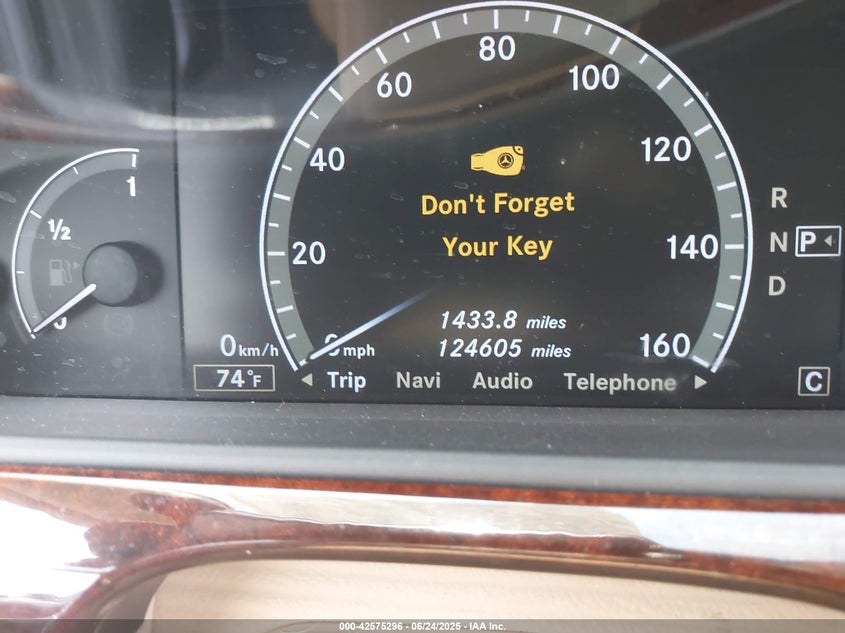 80
60
100
40
120
1
Don't Forget
R
1/2
Your Key
20
140
N P
D
0
1433.8 miles
0 km/h
0 mph
124605 miles
160
74°F
Trip Navi Audio Telephone
C
000-42575296 - 06/24/2025 - IAA Inc.